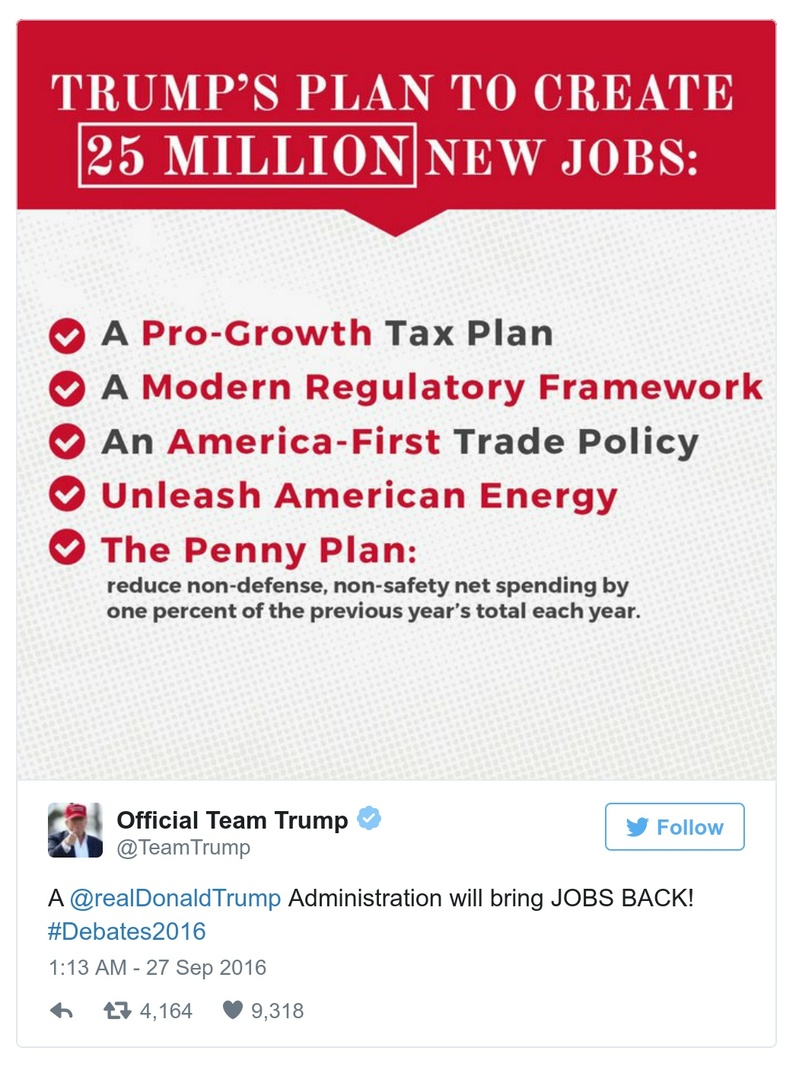 TRUMP'S PLAN TO CREATE
25 MILLION NEW JOBS:
A Pro-Growth Tax Plan
A Modern Regulatory Framework
An America-First Trade Policy
Unleash American Energy
The Penny Plan:
reduce non-defense, non-safety net spending by
one percent of the previous year's total each year.
Official Team Trump
@TeamTrump
Follow
A @realDonaldTrump Administration will bring JOBS BACK!
#Debates2016
1:13 AM - 27 Sep 2016
4,164 9,318